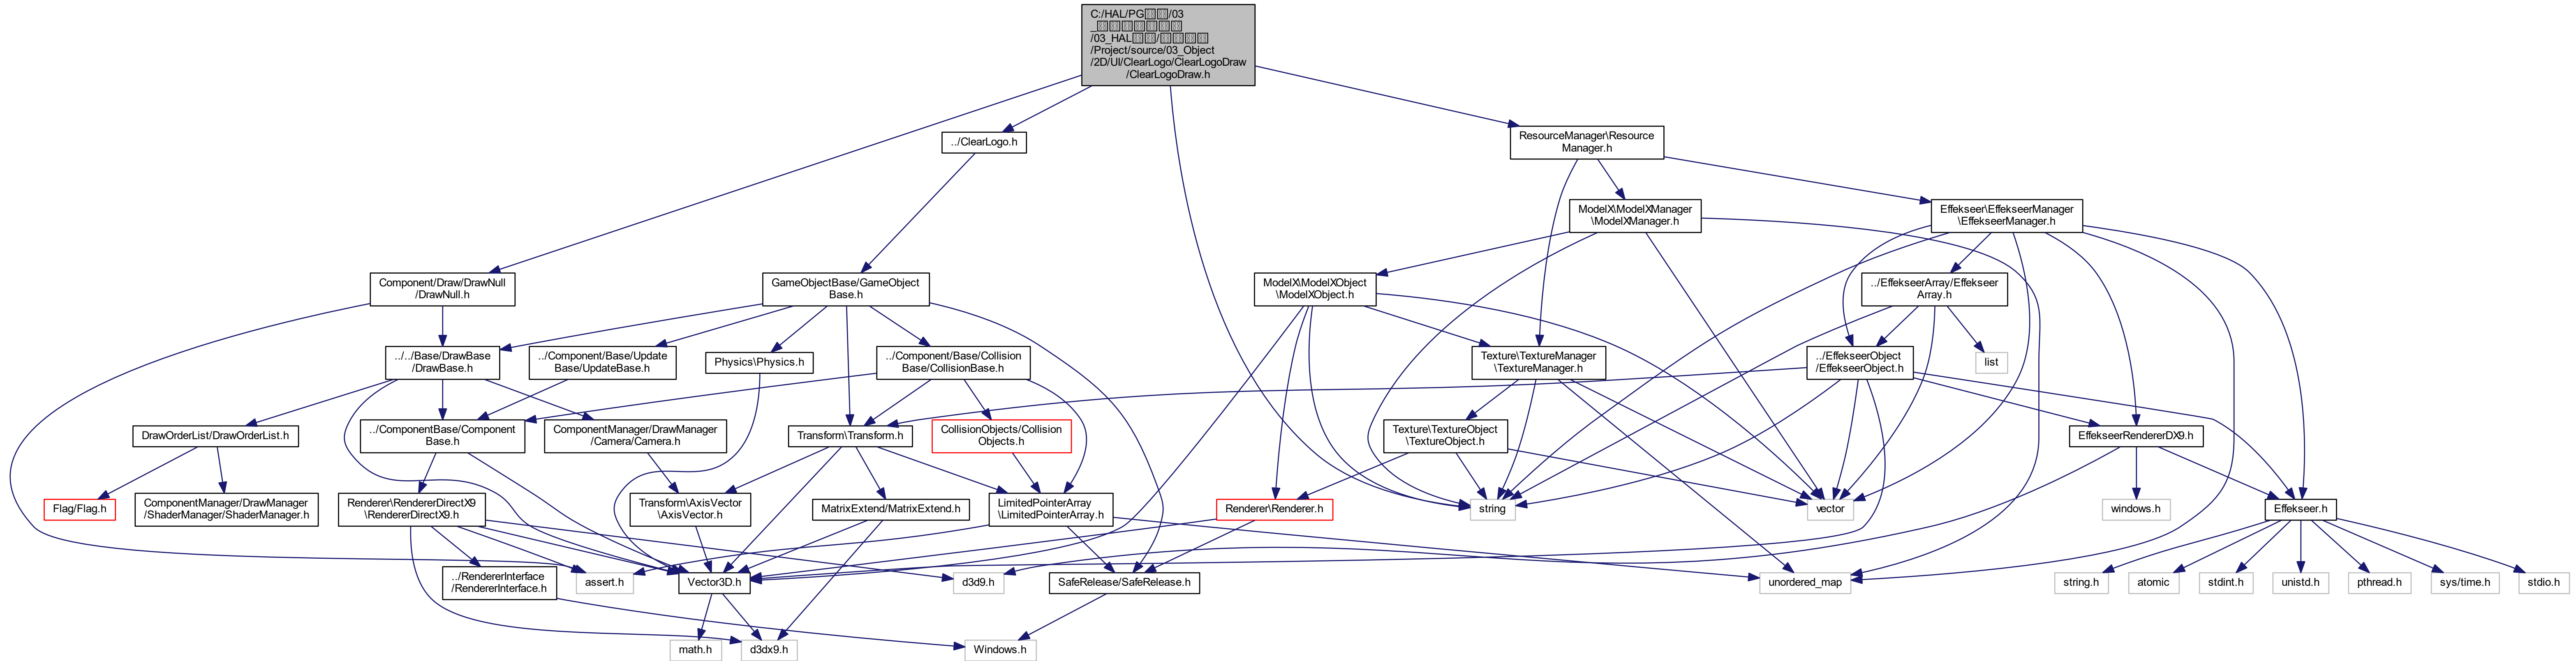 C:/HAL/PG/03
_
/03_HAL/
/Project/source/03_Object
/2D/UI/ClearLogo/ClearLogoDraw
/ClearLogoDraw.h
../ClearLogo.h
ResourceManager\Resource
Manager.h
ModelX\ModelXManager
\ModelXManager.h
Effekseer\EffekseerManager
\EffekseerManager.h
Component/Draw/DrawNull
/DrawNull.h
GameObjectBase/GameObject
Base.h
ModelX\ModelXObject
\ModelXObject.h
../EffekseerArray/Effekseer
Array.h
../../Base/DrawBase
/DrawBase.h
../Component/Base/Update
Base/UpdateBase.h
Physics\Physics.h
../Component/Base/Collision
Base/CollisionBase.h
Texture\TextureManager
\TextureManager.h
../EffekseerObject
/EffekseerObject.h
list
DrawOrderList/DrawOrderList.h
../ComponentBase/Component
Base.h
ComponentManager/DrawManager
/Camera/Camera.h
Transform\Transform.h
CollisionObjects/Collision
Objects.h
Texture\TextureObject
\TextureObject.h
EffekseerRendererDX9.h
Flag/Flag.h
ComponentManager/DrawManager
/ShaderManager/ShaderManager.h
Renderer\RendererDirectX9
\RendererDirectX9.h
Transform\AxisVector
\AxisVector.h
MatrixExtend/MatrixExtend.h
LimitedPointerArray
\LimitedPointerArray.h
Renderer\Renderer.h
string
vector
windows.h
Effekseer.h
../RendererInterface
/RendererInterface.h
assert.h
Vector3D.h
d3d9.h
SafeRelease/SafeRelease.h
unordered_map
string.h
atomic
stdint.h
unistd.h
pthread.h
sys/time.h
stdio.h
math.h
d3dx9.h
Windows.h